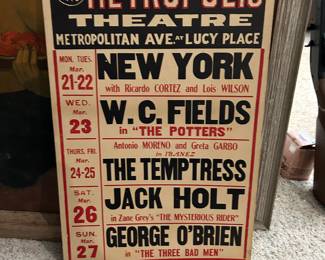 METROPOLIS
THEATRE
METROPOLITAN AVE. AT LUCY PLACE
MON. TUES.
Mar.
21-22
NEW YORK
with Ricardo CORTEZ and Lois WILSON
WED.
Mar.
23
W.C. FIELDS
in "THE POTTERS"
THURS. FRI.
Mar.
24-25
Antonio MORENO and Greta GARBO
in IBANEZ
THE TEMPTRESS
SAT.
Mar.
26
JACK HOLT
in Zane Grey's "THE MYSTERIOUS RIDER"
SUN.
Mar.
27
GEORGE O'BRIEN
in "THE THREE BAD MEN"